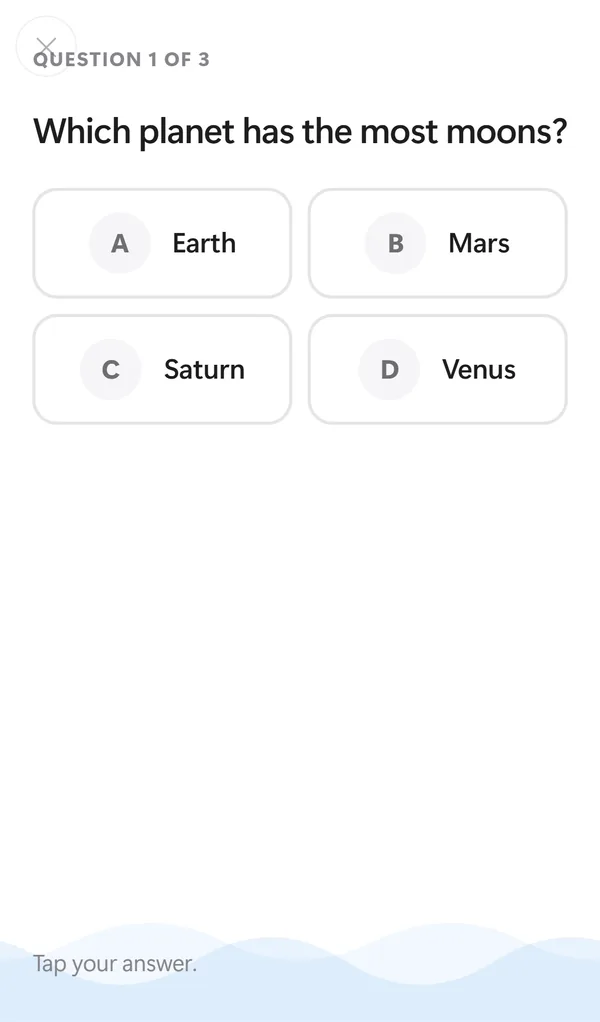 QUESTION 1 OF 3
Which planet has the most moons?
A Earth
B Mars
C Saturn
D Venus
Tap your answer.